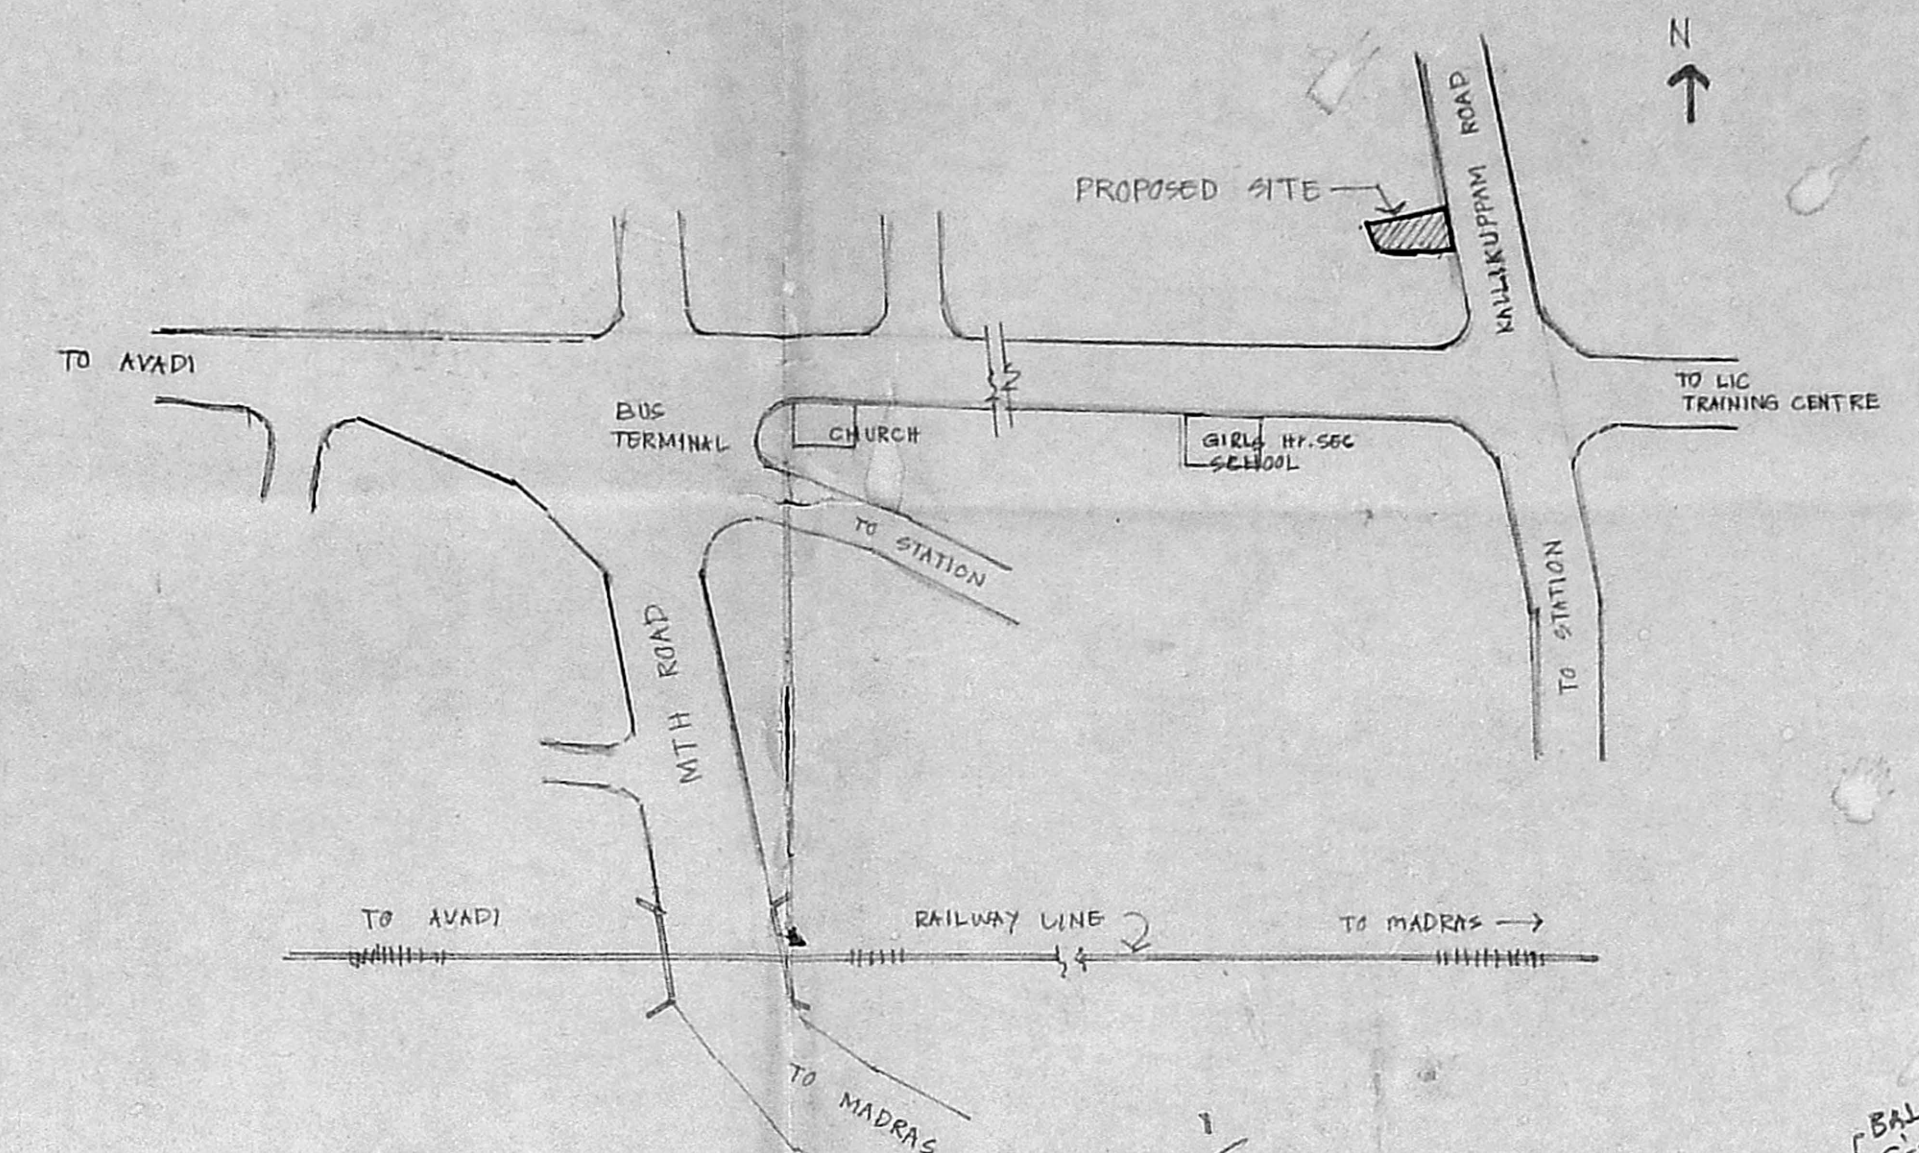 N
KALLIKUPPAM ROAD
PROPOSED SITE
TO AVADI
TO LIC
TRAINING CENTRE
BUS
TERMINAL
CHURCH
GIRLS Hr. SEC
SCHOOL
TO STATION
TO STATION
MTH ROAD
TO AVADI
RAILWAY LINE
TO MADRAS
TO MADRAS